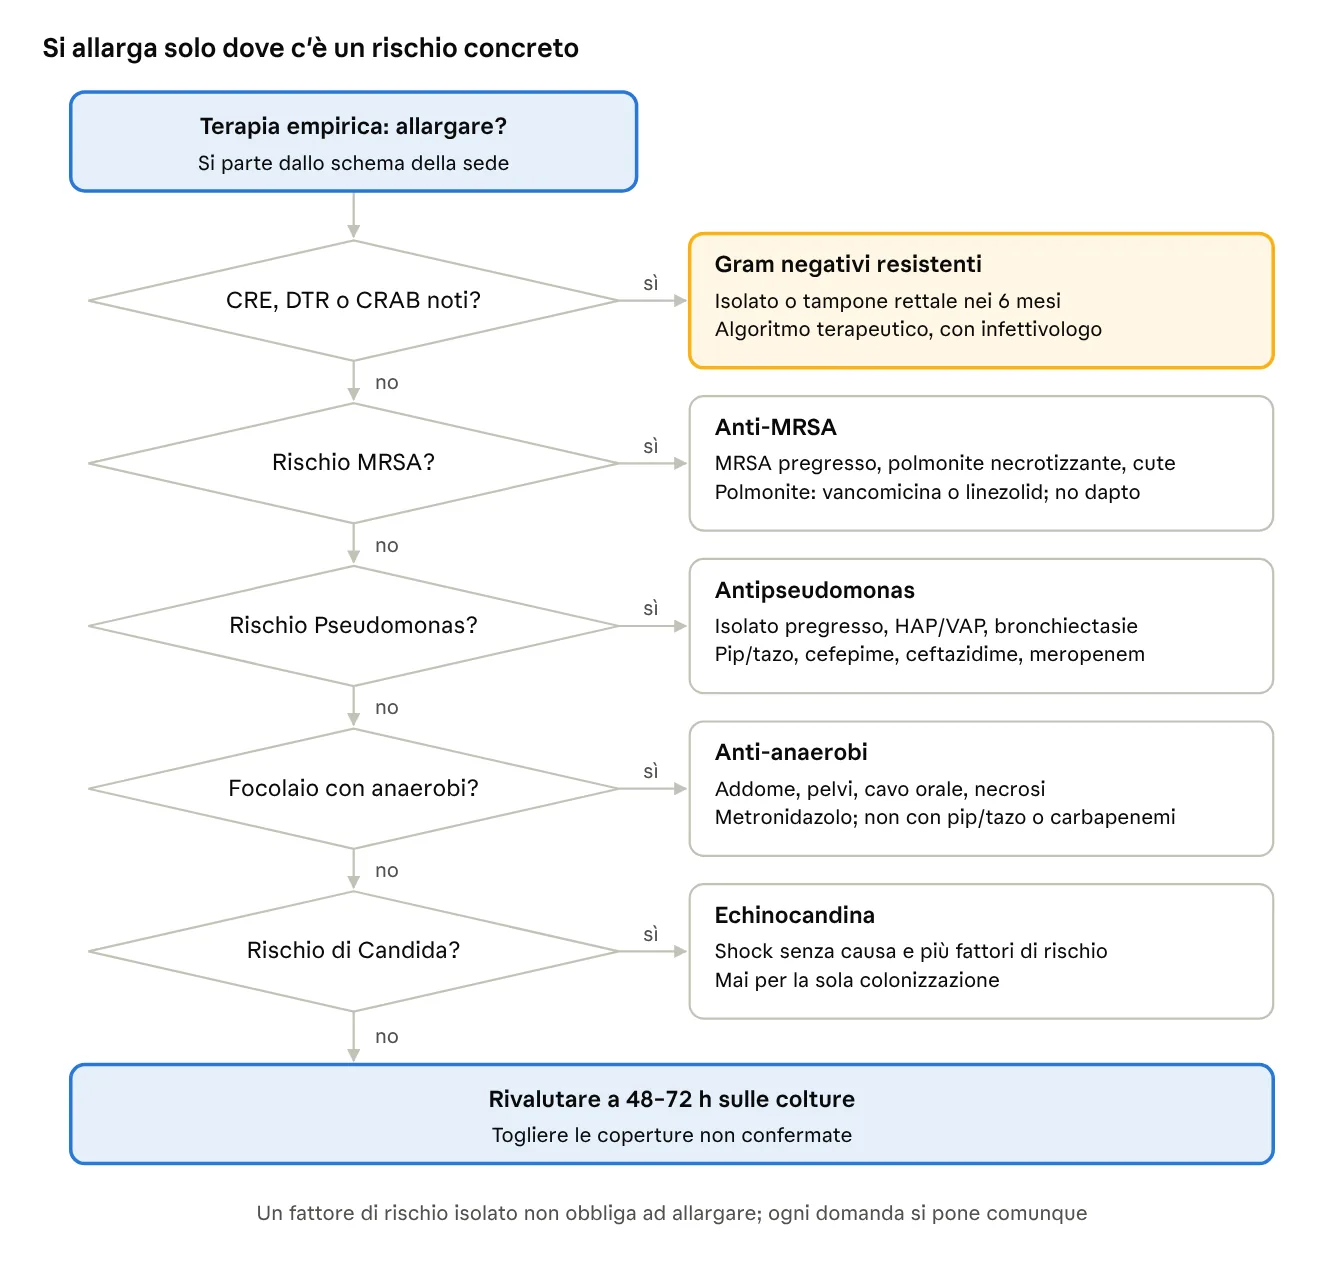 Si allarga solo dove c'è un rischio concreto
Terapia empirica: allargare?
Si parte dallo schema della sede
CRE, DTR o CRAB noti?
sì
Gram negativi resistenti
Isolato o tampone rettale nei 6 mesi
Algoritmo terapeutico, con infettivologo
no
Rischio MRSA?
sì
Anti-MRSA
MRSA pregresso, polmonite necrotizzante, cute
Polmonite: vancomicina o linezolid; no dapto
no
Rischio Pseudomonas?
sì
Antipseudomonas
Isolato pregresso, HAP/VAP, bronchiectasie
Pip/tazo, cefepime, ceftazidime, meropenem
no
Focolaio con anaerobi?
sì
Anti-anaerobi
Addome, pelvi, cavo orale, necrosi
Metronidazolo; non con pip/tazo o carbapenemi
no
Rischio di Candida?
sì
Echinocandina
Shock senza causa e più fattori di rischio
Mai per la sola colonizzazione
no
Rivalutare a 48–72 h sulle colture
Togliere le coperture non confermate
Un fattore di rischio isolato non obbliga ad allargare; ogni domanda si pone comunque